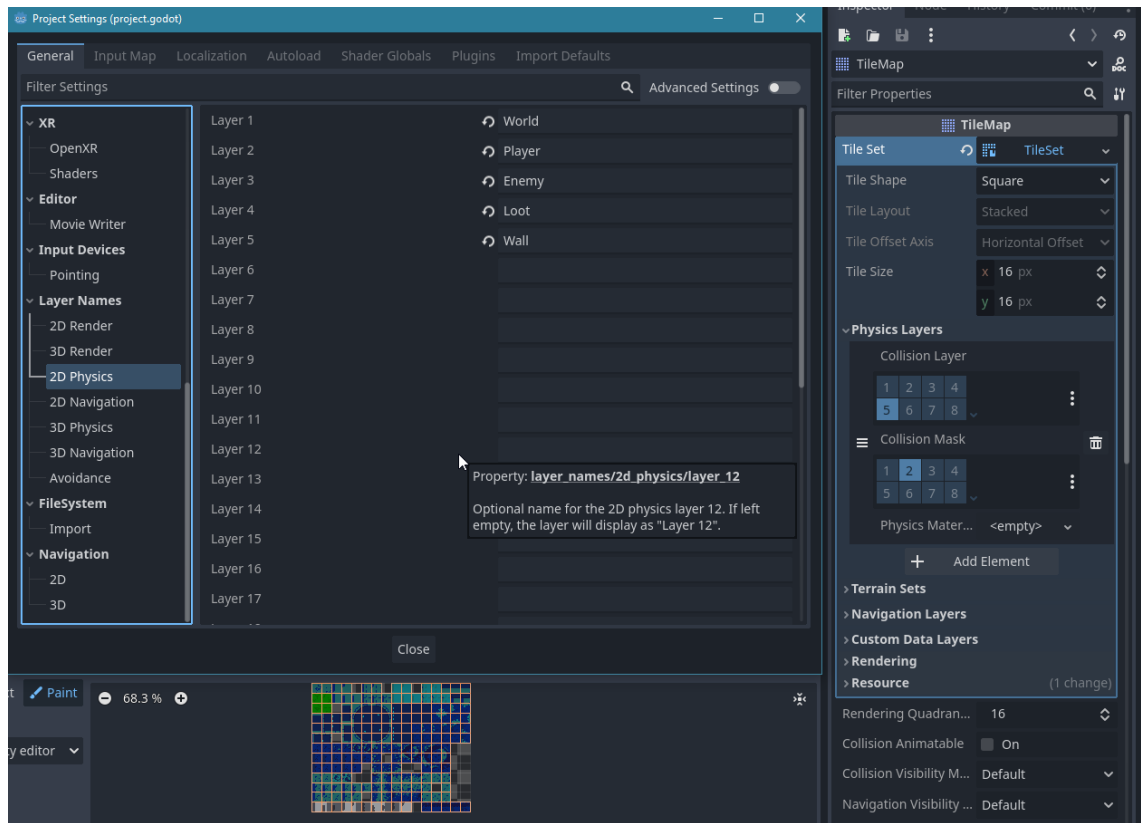 Project Settings (project.godot)
General Input Map Localization Autoload Shader Globals Plugins Import Defaults
Filter Settings
Advanced Settings
XR
OpenXR
Shaders
Editor
Movie Writer
Input Devices
Pointing
Layer Names
2D Render
3D Render
2D Physics
2D Navigation
3D Physics
3D Navigation
Avoidance
FileSystem
Import
Navigation
2D
3D
Layer 1 World
Layer 2 Player
Layer 3 Enemy
Layer 4 Loot
Layer 5 Wall
Layer 6
Layer 7
Layer 8
Layer 9
Layer 10
Layer 11
Layer 12
Layer 13
Layer 14
Layer 15
Layer 16
Layer 17
Property: layer_names/2d_physics/layer_12
Optional name for the 2D physics layer 12. If left
empty, the layer will display as "Layer 12".
Close
Paint
68.3 %
y editor
Inspector Node History
TileMap
DOC
Filter Properties
TileMap
Tile Set TileSet
Tile Shape Square
Tile Layout Stacked
Tile Offset Axis Horizontal Offset
Tile Size x 16 px
y 16 px
Physics Layers
Collision Layer
1 2 3 4
5 6 7 8
Collision Mask
1 2 3 4
5 6 7 8
Physics Mater... <empty>
Add Element
Terrain Sets
Navigation Layers
Custom Data Layers
Rendering
Resource (1 change)
Rendering Quadran... 16
Collision Animatable On
Collision Visibility M... Default
Navigation Visibility ... Default